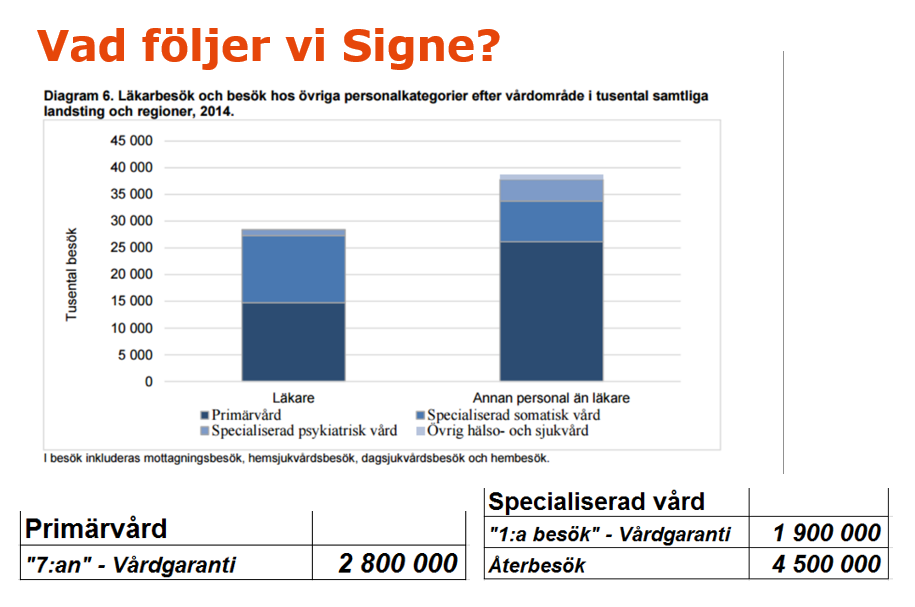 Vad följer vi Signe?
Diagram 6. Läkarbesök och besök hos övriga personalkategorier efter vårdområde i tusental samtliga
landsting och regioner, 2014.
45 000
40 000
35 000
30 000
25 000
20 000
15 000
10 000
5 000
0
Tusental besök
Läkare
Annan personal än läkare
Primärvård
Specialiserad somatisk vård
Specialiserad psykiatrisk vård
Övrig hälso- och sjukvård
I besök inkluderas mottagningsbesök, hemsjukvårdsbesök, dagsjukvårdsbesök och hembesök.
Primärvård
"7:an" - Vårdgaranti 2 800 000
Specialiserad vård
"1:a besök" - Vårdgaranti 1 900 000
Återbesök 4 500 000